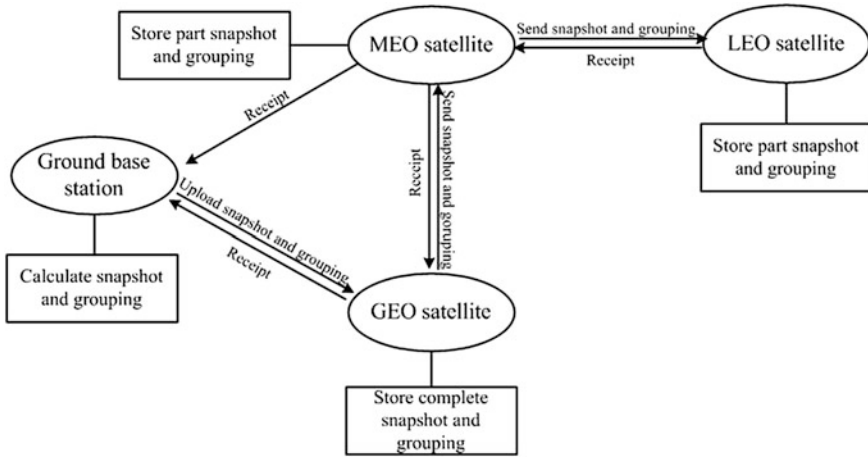 Store part snapshot
and grouping
MEO satellite
Send snapshot and grouping
Receipt
LEO satellite
Store part snapshot
and grouping
Receipt
Receipt
Send snapshot and goruping
Ground base
station
Upload snapshot and grouping
Receipt
Calculate snapshot
and grouping
GEO satellite
Store complete
snapshot and
grouping